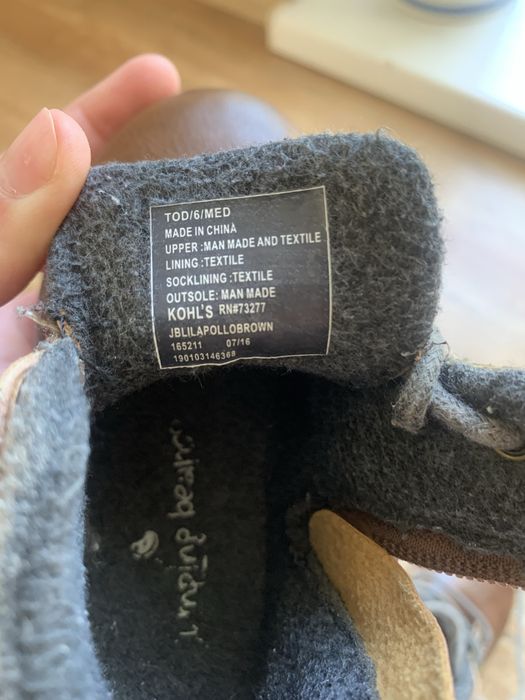 TOD/6/MED
MADE IN CHINA
UPPER :MAN MADE AND TEXTILE
LINING :TEXTILE
SOCKLINING :TEXTILE
OUTSOLE: MAN MADE
KOHL'S RN#73277
JBLILAPOLLOBROWN
165211 07/16
190103146368
jumping beans